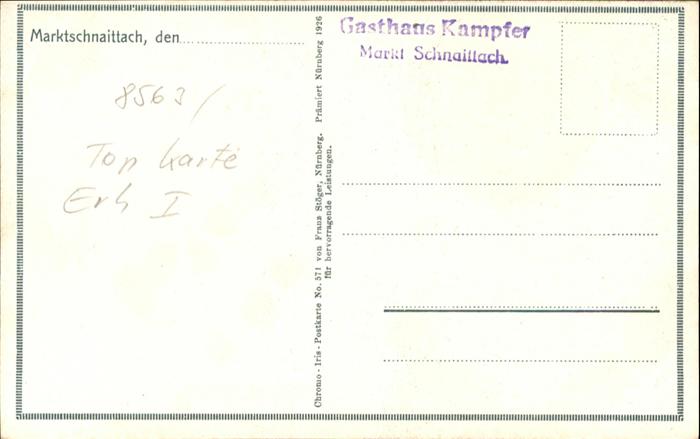 Marktschnaittach, den
8563/
Top Karte
Erh I
Chromo-Iris-Postkarte No. 571 von Franz Stöger, Nürnberg. Prämiiert Nürnberg 1926
für hervorragende Leistungen.
Gasthaus Kampfer
Markt Schnaittach.